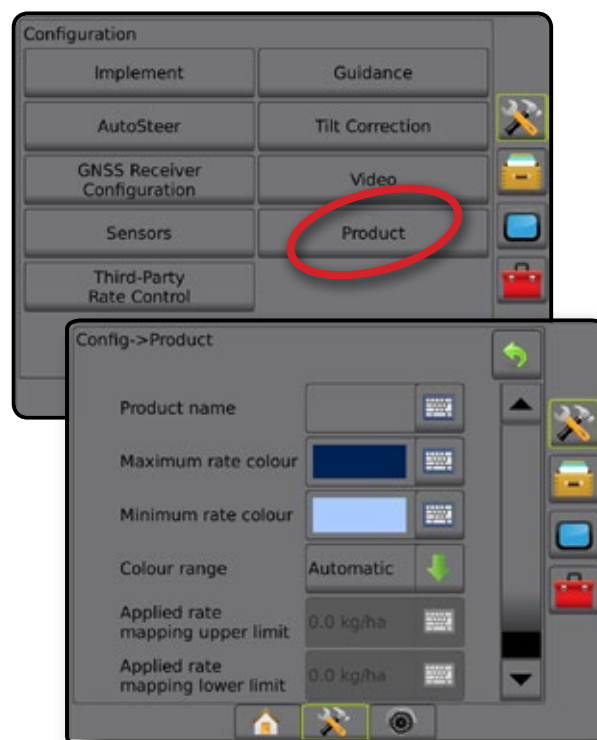 Configuration
Implement
Guidance
AutoSteer
Tilt Correction
GNSS Receiver
Configuration
Video
Sensors
Product
Third-Party
Rate Control
Config->Product
Product name
Maximum rate colour
Minimum rate colour
Colour range
Automatic
Applied rate
mapping upper limit
0.0 kg/ha
Applied rate
mapping lower limit
0.0 kg/ha